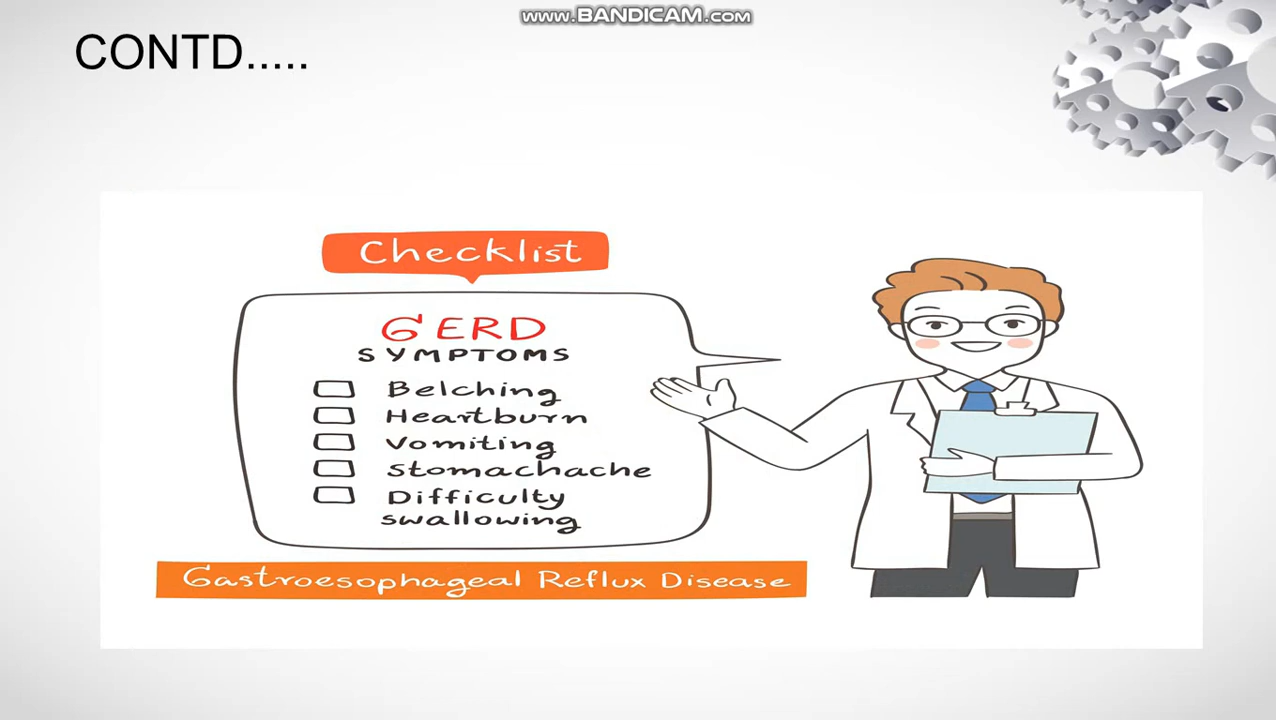 www.BANDICAM.com
CONTD.....
Checklist
GERD
SYMPTOMS
Belching
Heartburn
Vomiting
Stomachache
Difficulty
swallowing
Gastroesophageal Reflux Disease